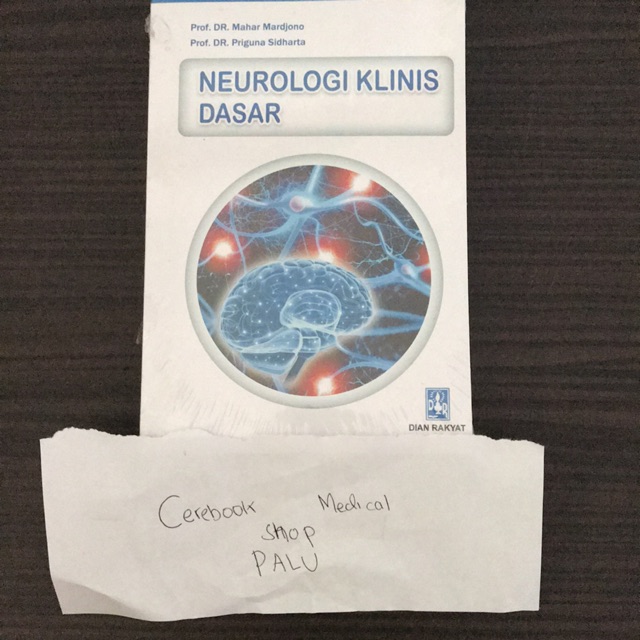 Prof. DR. Mahar Mardjono
Prof. DR. Priguna Sidharta
NEUROLOGI KLINIS
DASAR
DIAN RAKYAT
Cerebook Medical
Shop
PALU